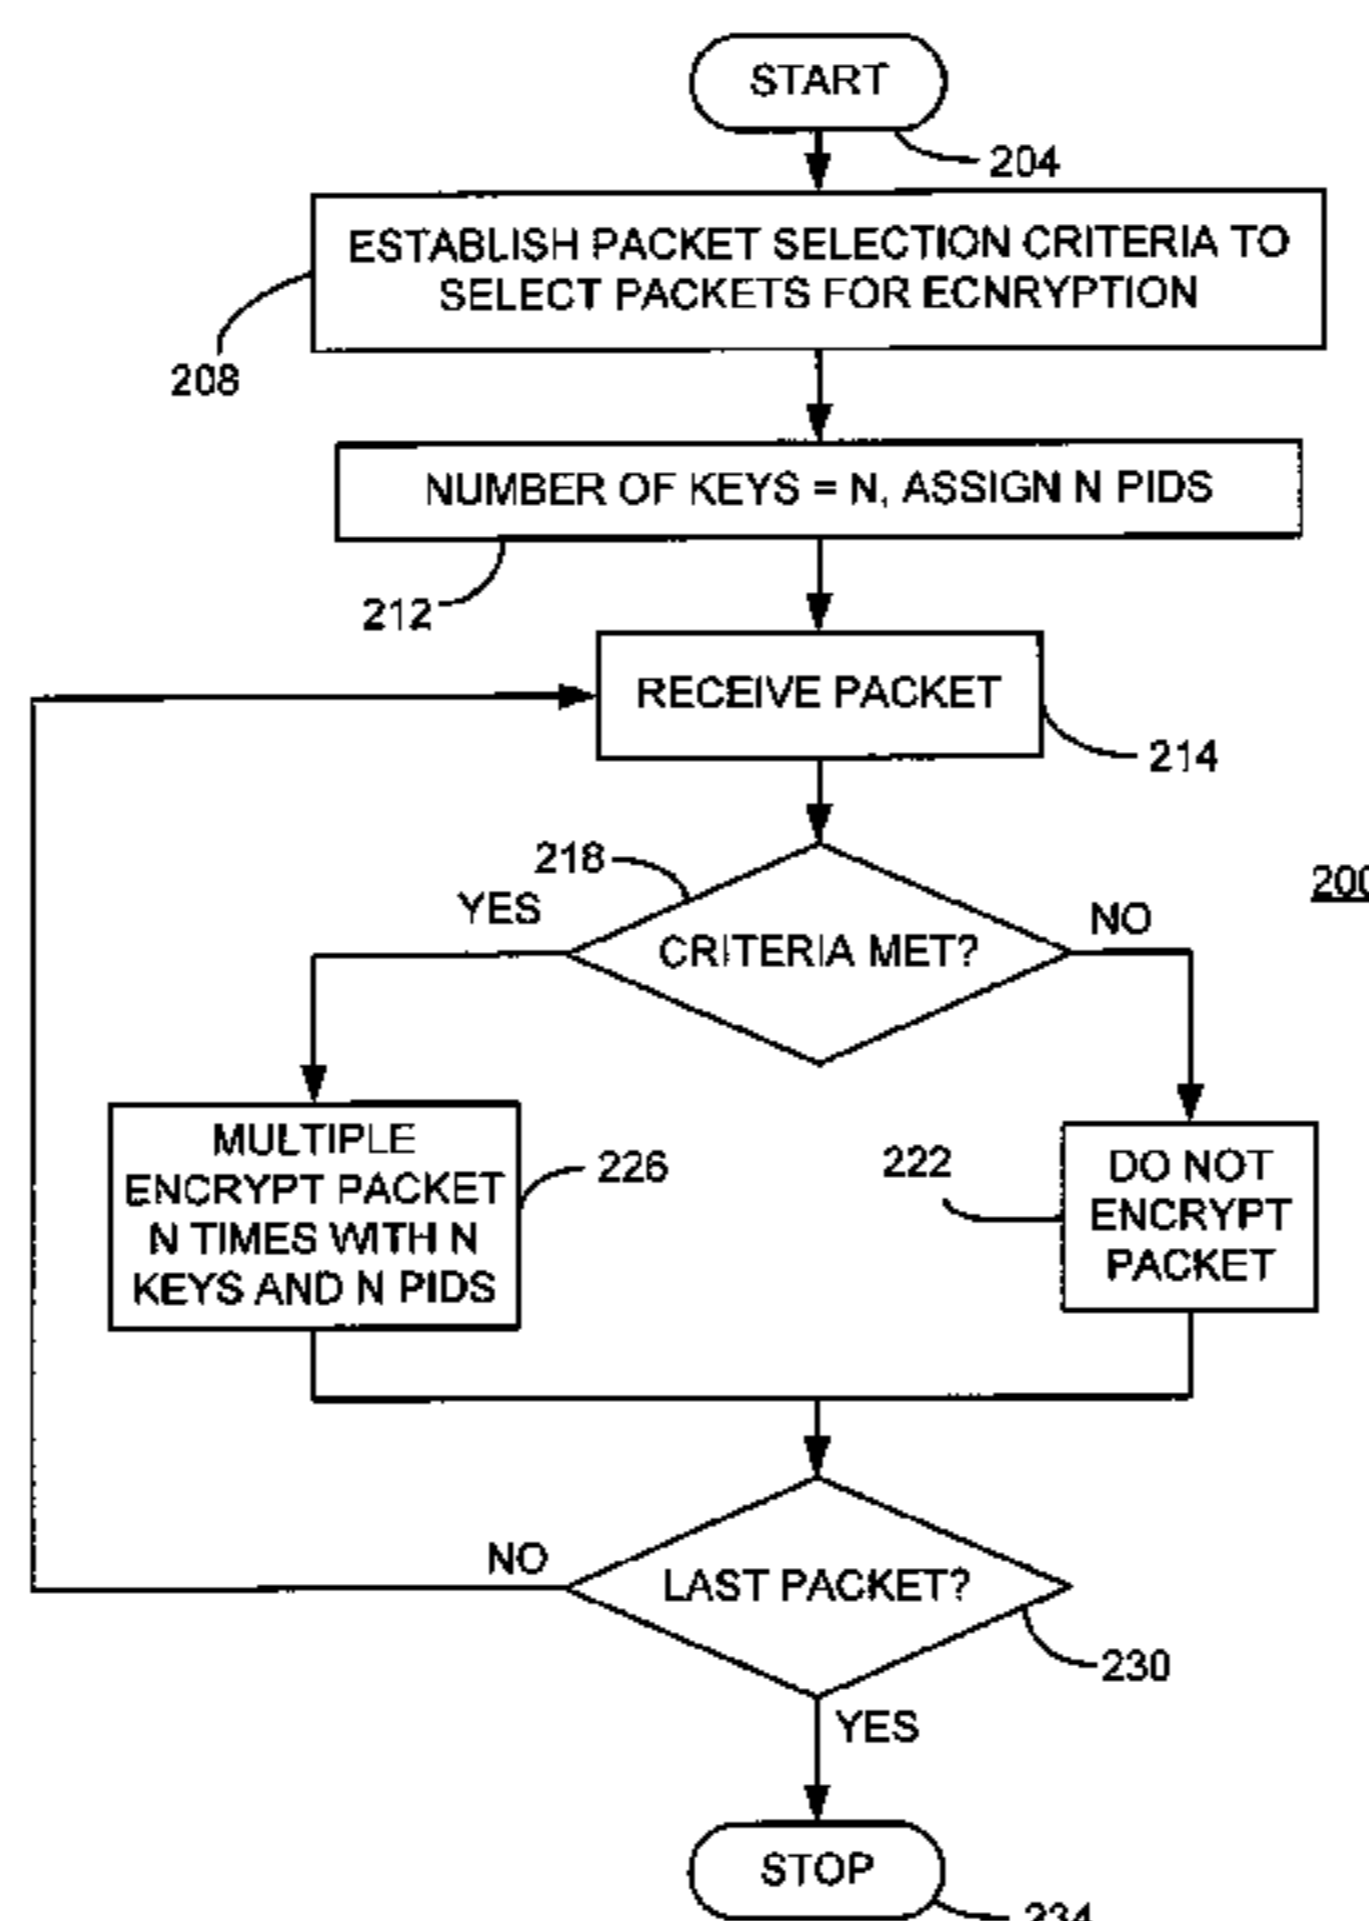 START
204
ESTABLISH PACKET SELECTION CRITERIA TO
SELECT PACKETS FOR ECNRYPTION
208
NUMBER OF KEYS = N, ASSIGN N PIDS
212
RECEIVE PACKET
214
218
YES
CRITERIA MET?
NO
200
MULTIPLE
ENCRYPT PACKET
N TIMES WITH N
KEYS AND N PIDS
226
222
DO NOT
ENCRYPT
PACKET
NO
LAST PACKET?
230
YES
STOP
234